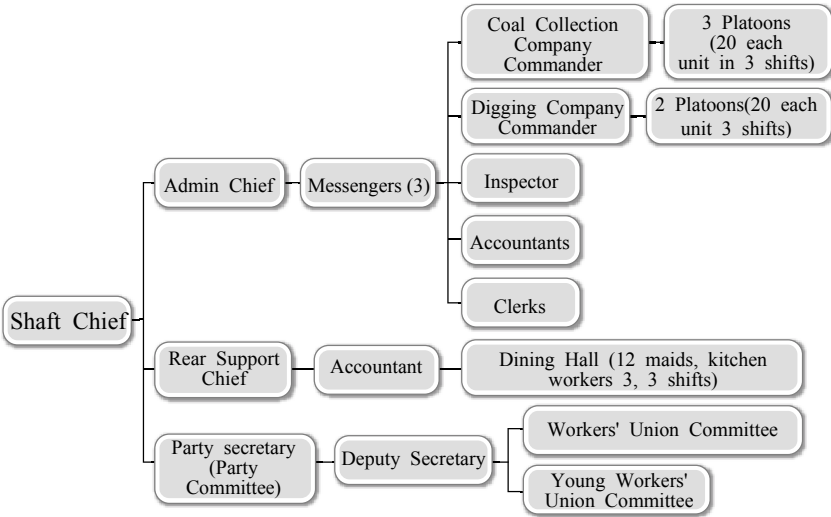 Shaft Chief
Admin Chief
Messengers (3)
Coal Collection
Company
Commander
3 Platoons
(20 each
unit in 3 shifts)
Digging Company
Commander
2 Platoons(20 each
unit 3 shifts)
Inspector
Accountants
Clerks
Rear Support
Chief
Accountant
Dining Hall (12 maids, kitchen
workers 3, 3 shifts)
Party secretary
(Party
Committee)
Deputy Secretary
Workers' Union Committee
Young Workers'
Union Committee